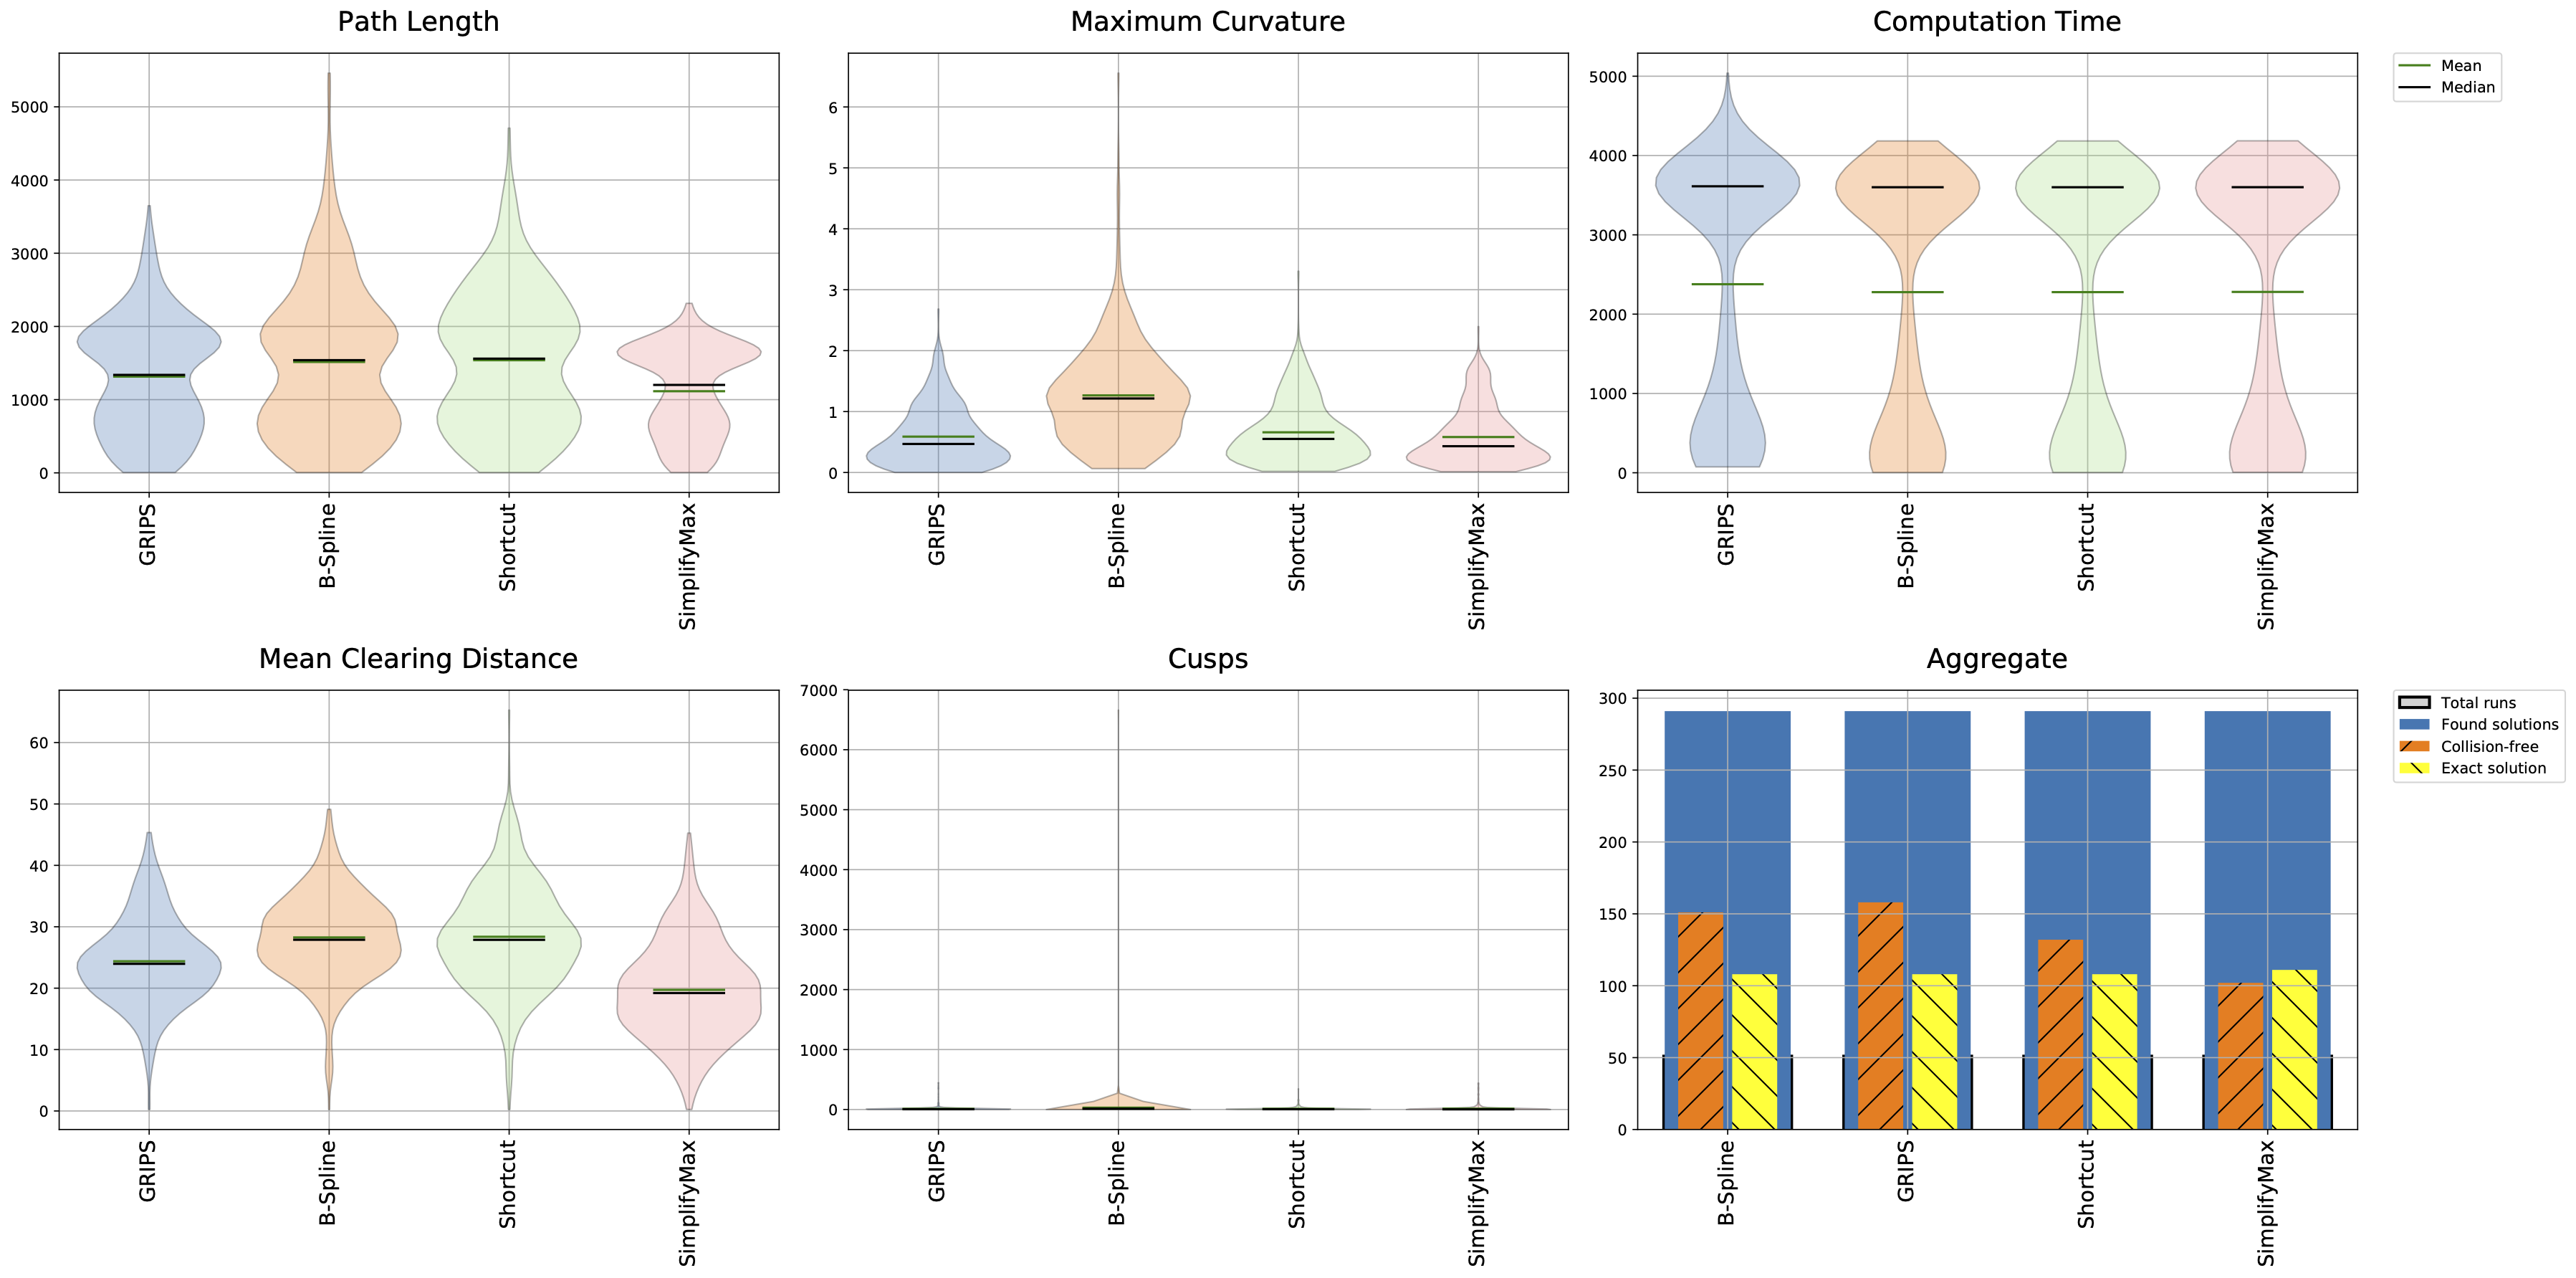 Path Length
Maximum Curvature
Computation Time
5000
4000
3000
2000
1000
0
GRIPS
B-Spline
Shortcut
SimplifyMax
6
5
4
3
2
1
0
GRIPS
B-Spline
Shortcut
SimplifyMax
5000
4000
3000
2000
1000
0
GRIPS
B-Spline
Shortcut
SimplifyMax
Mean
Median
Mean Clearing Distance
Cusps
Aggregate
60
50
40
30
20
10
0
GRIPS
B-Spline
Shortcut
SimplifyMax
7000
6000
5000
4000
3000
2000
1000
0
GRIPS
B-Spline
Shortcut
SimplifyMax
300
250
200
150
100
50
0
B-Spline
GRIPS
Shortcut
SimplifyMax
Total runs
Found solutions
Collision-free
Exact solution